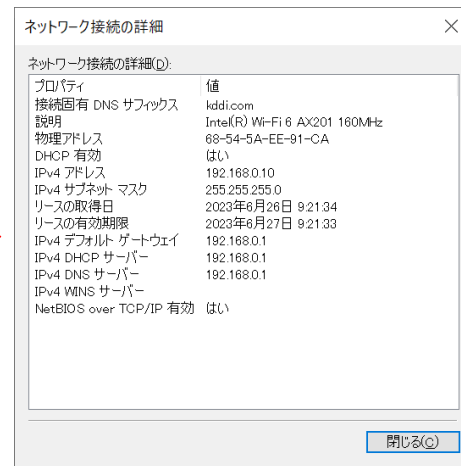 ネットワーク接続の詳細
ネットワーク接続の詳細(D):
プロパティ 値
接続固有 DNS サフィックス kddi.com
説明 Intel(R) Wi-Fi 6 AX201 160MHz
物理アドレス 68-54-5A-EE-91-CA
DHCP 有効 はい
IPv4 アドレス 192.168.0.10
IPv4 サブネット マスク 255.255.255.0
リースの取得日 2023年6月26日 9:21:34
リースの有効期限 2023年6月27日 9:21:33
IPv4 デフォルト ゲートウェイ 192.168.0.1
IPv4 DHCP サーバー 192.168.0.1
IPv4 DNS サーバー 192.168.0.1
IPv4 WINS サーバー
NetBIOS over TCP/IP 有効 はい
閉じる(C)